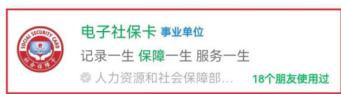 电子社保卡 事业单位
记录一生 保障一生 服务一生
人力资源和社会保障部... 18个朋友使用过